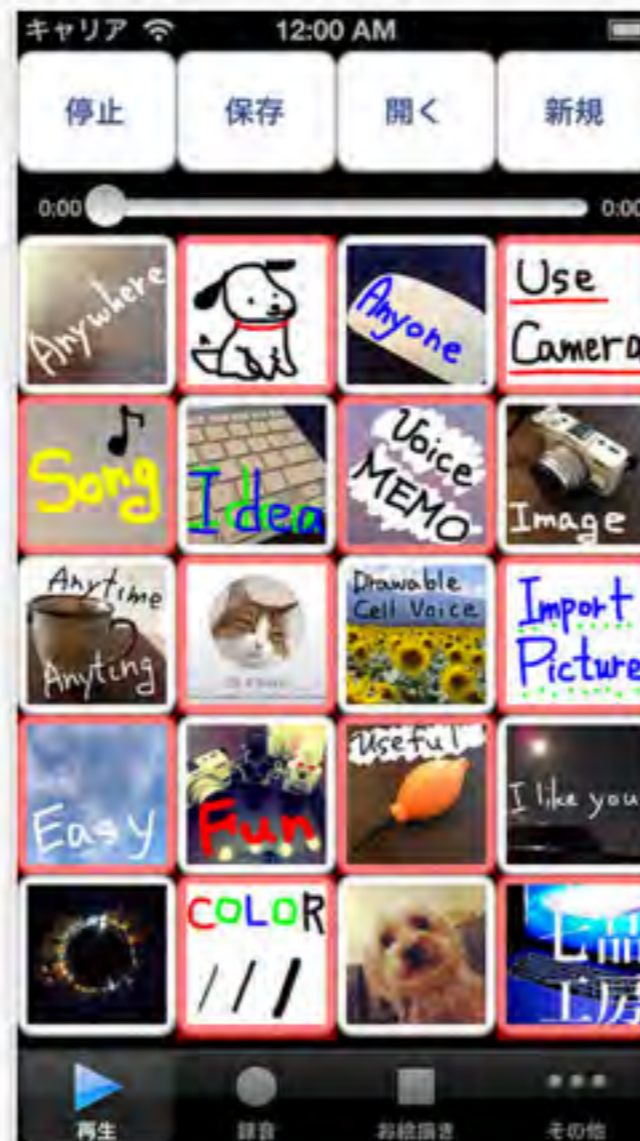 キャリア 12:00 AM
停止 保存 開く 新規
0:00 0:00
Anywhere
Anyone
Use
Camera
Song
Idea
Voice
MEMO
Image
Anytime
Anyting
Drawable
Cell Voice
Import
Picture
Easy
Fun
Useful
I like you
COLOR
工房
再生 録音 お絵描き その他